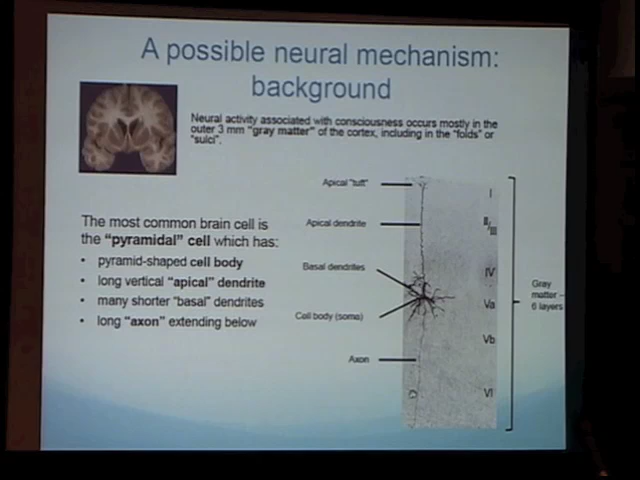 A possible neural mechanism:
background
Neural activity associated with consciousness occurs mostly in the
outer 3 mm "gray matter" of the cortex, including in the "folds" or
"sulci".
The most common brain cell is
the "pyramidal" cell which has:
• pyramid-shaped cell body
• long vertical "apical" dendrite
• many shorter "basal" dendrites
• long "axon" extending below
Apical "tuft"
Apical dendrite
Basal dendrites
Cell body (soma)
Axon
I
II/III
IV
Va
Vb
VI
Gray
matter –
6 layers